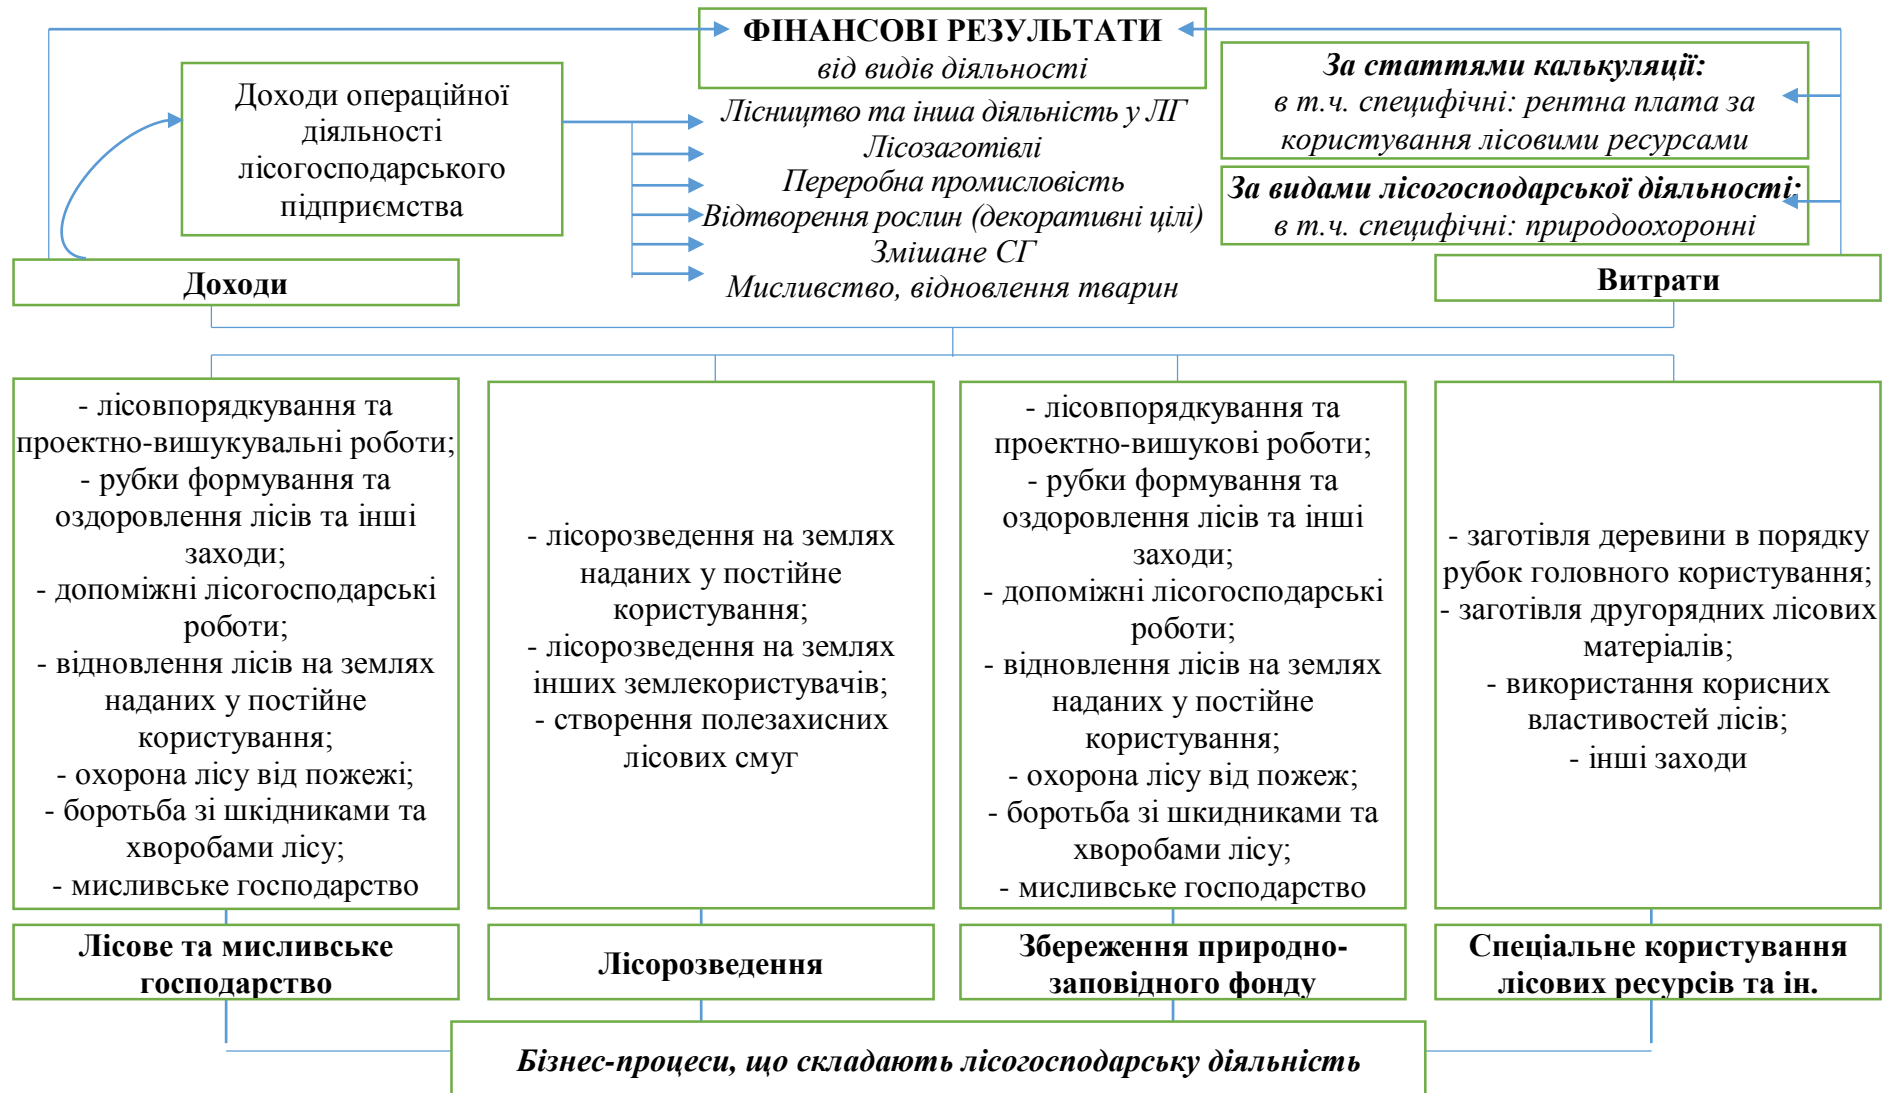 ФІНАНСОВІ РЕЗУЛЬТАТИ
від видів діяльності
Доходи операційної
діяльності
лісогосподарського
підприємства
Лісництво та інша діяльність у ЛГ
Лісозаготівлі
Переробна промисловість
Відтворення рослин (декоративні цілі)
Змішане СГ
Мисливство, відновлення тварин
За статтями калькуляції:
в т.ч. специфічні: рентна плата за
користування лісовими ресурсами
За видами лісогосподарської діяльності:
в т.ч. специфічні: природоохоронні
Доходи
Витрати
- лісовпорядкування та
проектно-вишукувальні роботи;
- рубки формування та
оздоровлення лісів та інші
заходи;
- допоміжні лісогосподарські
роботи;
- відновлення лісів на землях
наданих у постійне
користування;
- охорона лісу від пожежі;
- боротьба зі шкідниками та
хворобами лісу;
- мисливське господарство
- лісорозведення на землях
наданих у постійне
користування;
- лісорозведення на землях
інших землекористувачів;
- створення полезахисних
лісових смуг
- лісовпорядкування та
проектно-вишукові роботи;
- рубки формування та
оздоровлення лісів та інші
заходи;
- допоміжні лісогосподарські
роботи;
- відновлення лісів на землях
наданих у постійне
користування;
- охорона лісу від пожеж;
- боротьба зі шкидниками та
хворобами лісу;
- мисливське господарство
- заготівля деревини в порядку
рубок головного користування;
- заготівля другорядних лісових
матеріалів;
- використання корисних
властивостей лісів;
- інші заходи
Лісове та мисливське
господарство
Лісорозведення
Збереження природно-
заповідного фонду
Спеціальне користування
лісових ресурсів та ін.
Бізнес-процеси, що складають лісогосподарську діяльність